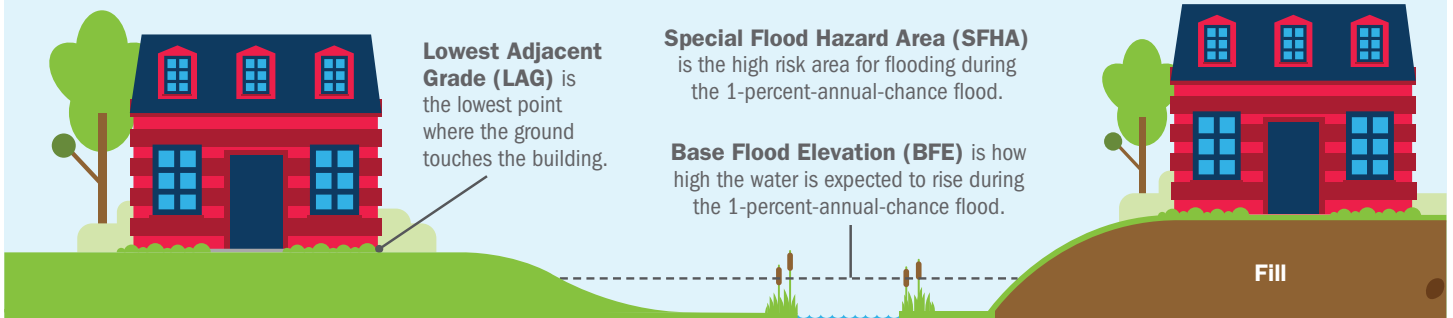 Lowest Adjacent
Grade (LAG) is
the lowest point
where the ground
touches the building.
Special Flood Hazard Area (SFHA)
is the high risk area for flooding during
the 1-percent-annual-chance flood.
Base Flood Elevation (BFE) is how
high the water is expected to rise during
the 1-percent-annual-chance flood.
Fill